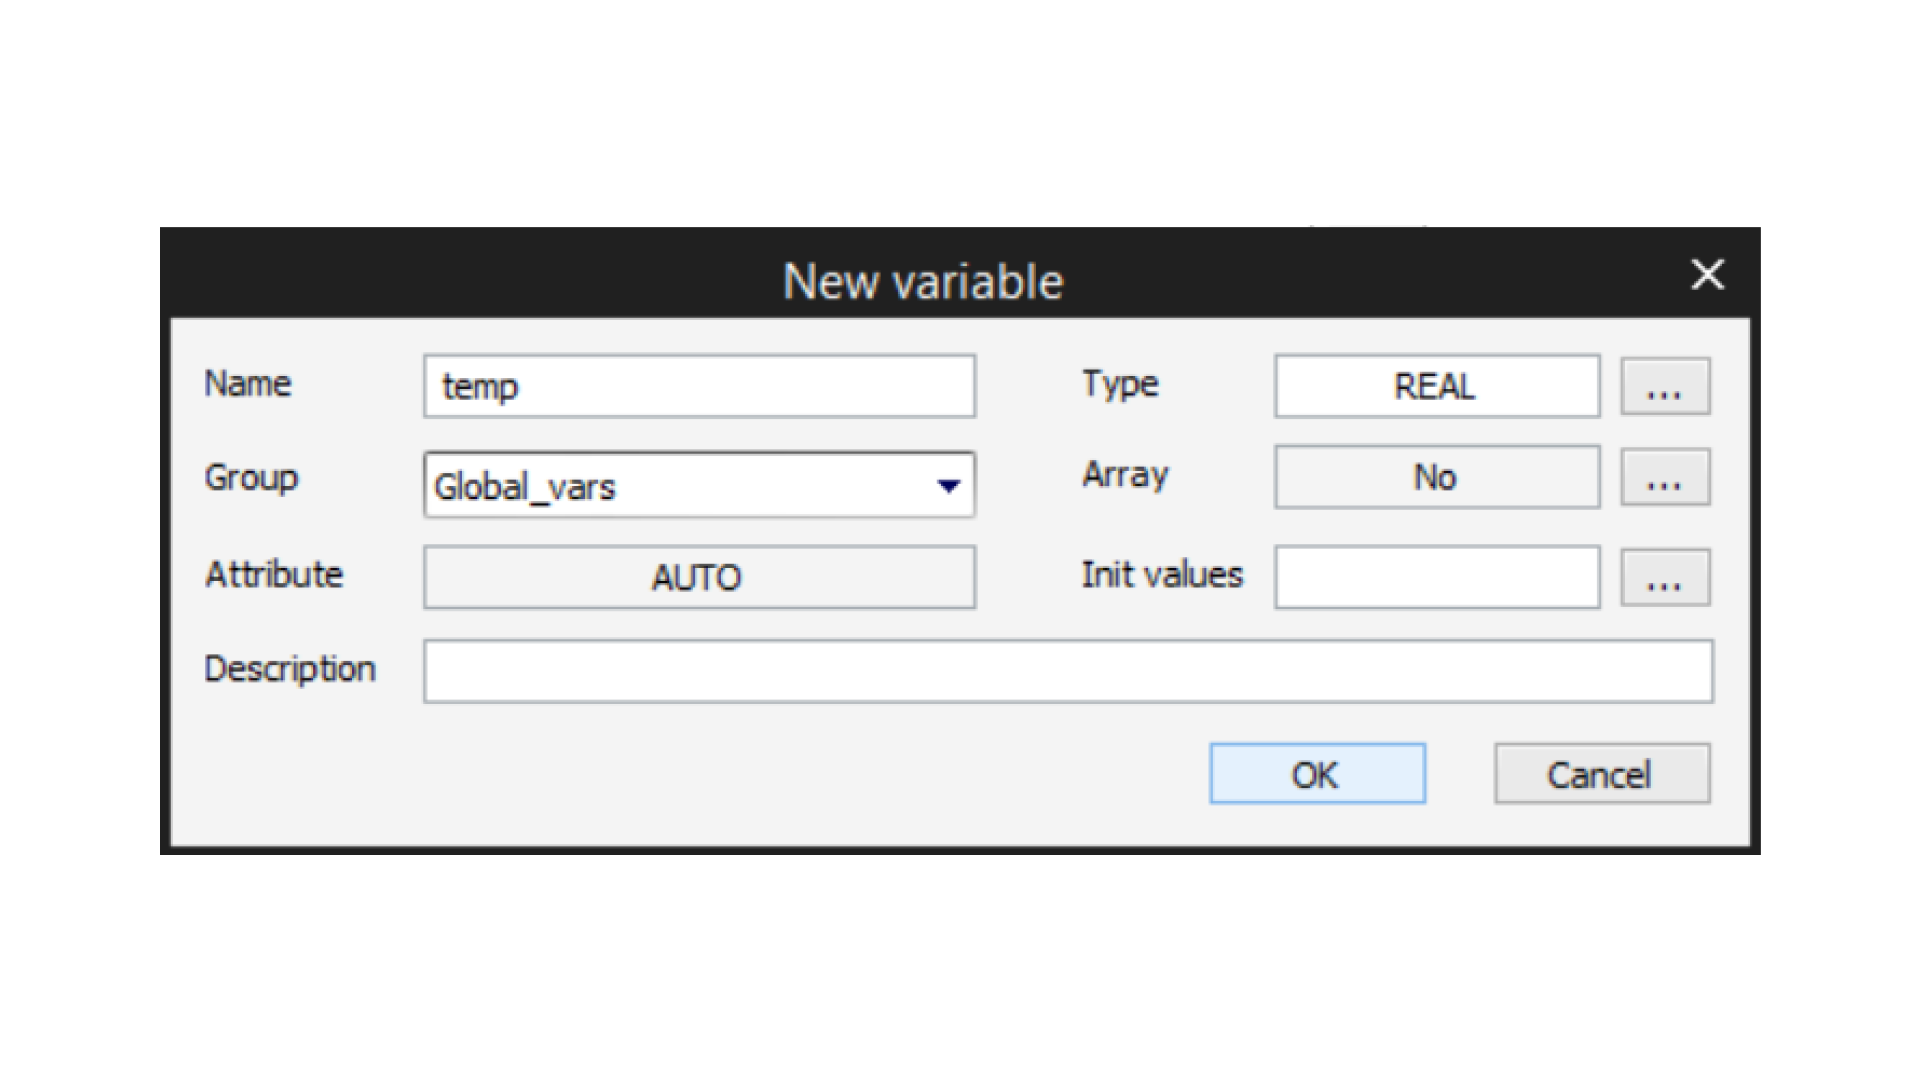 New variable
Name temp Type REAL ...
Group Global_vars Array No ...
Attribute AUTO Init values ...
Description
OK Cancel